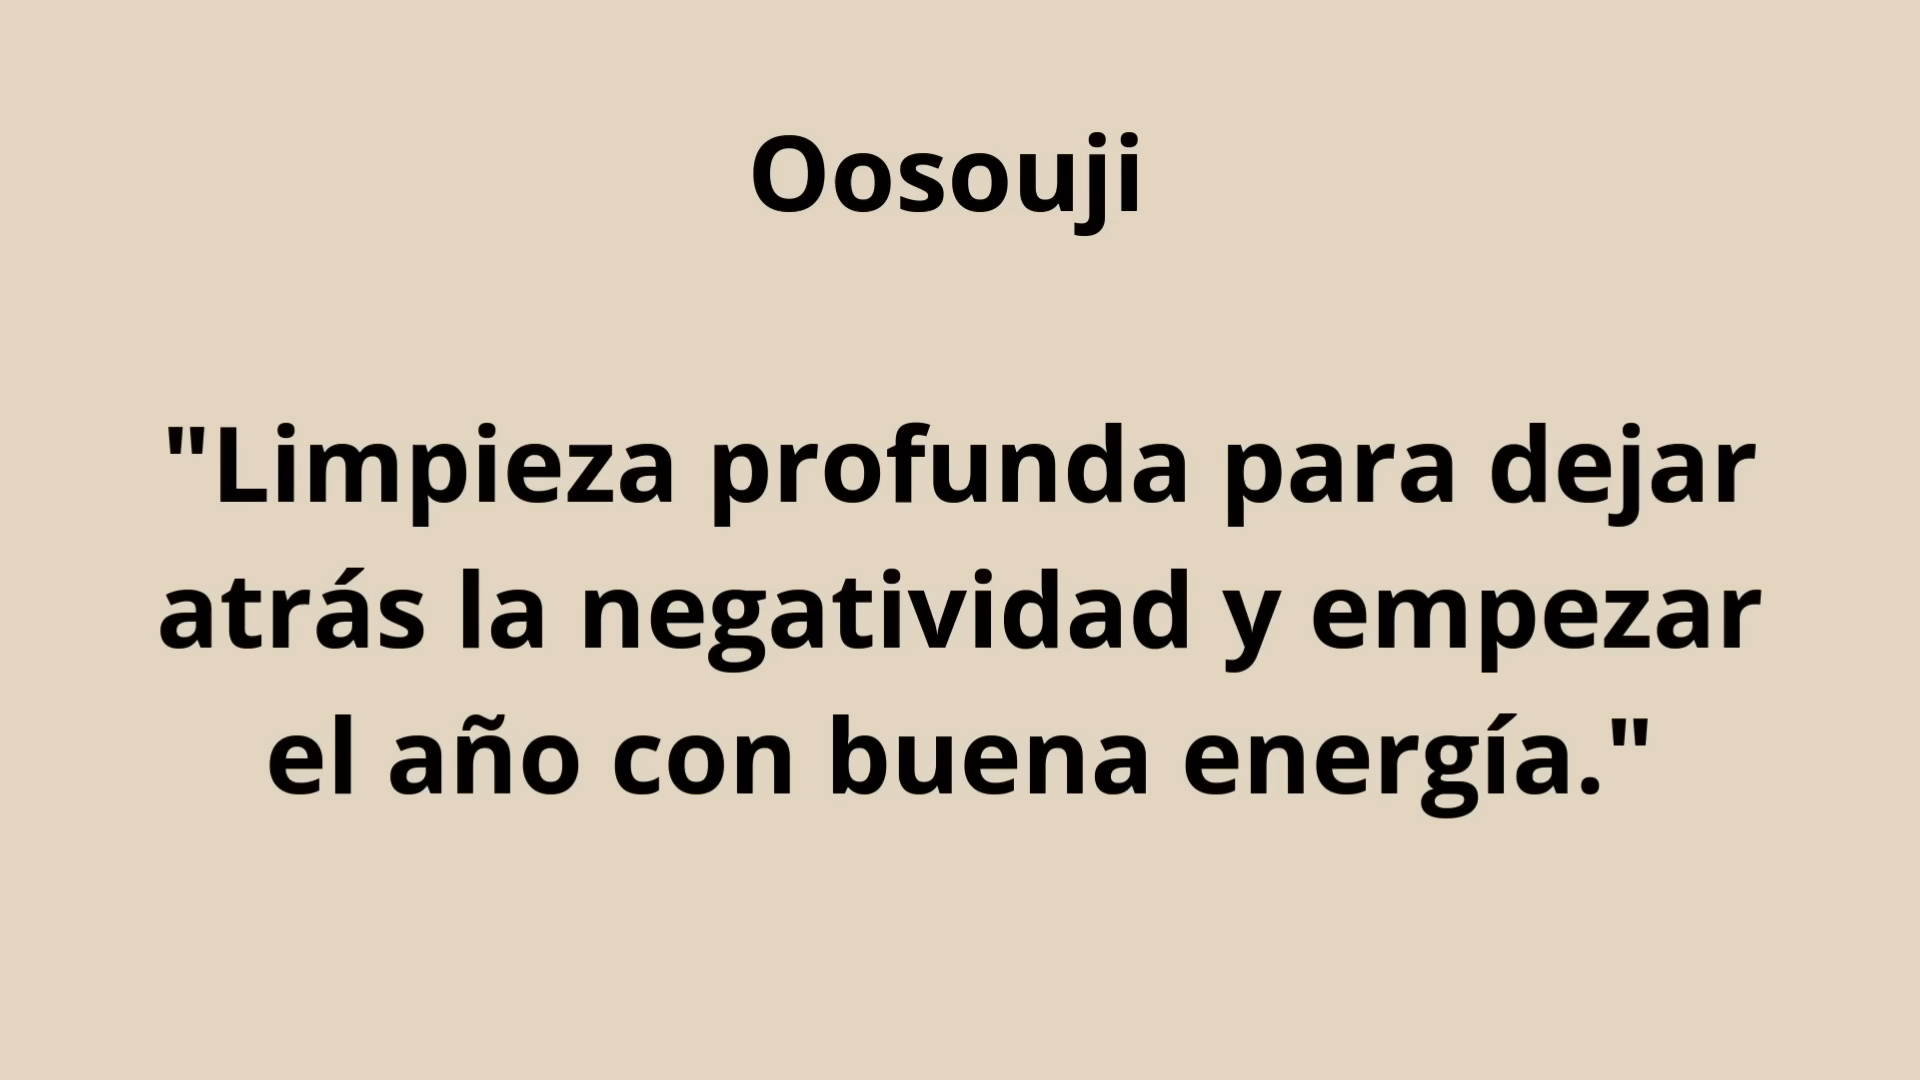 Oosouji
"Limpieza profunda para dejar
atrás la negatividad y empezar
el año con buena energía."